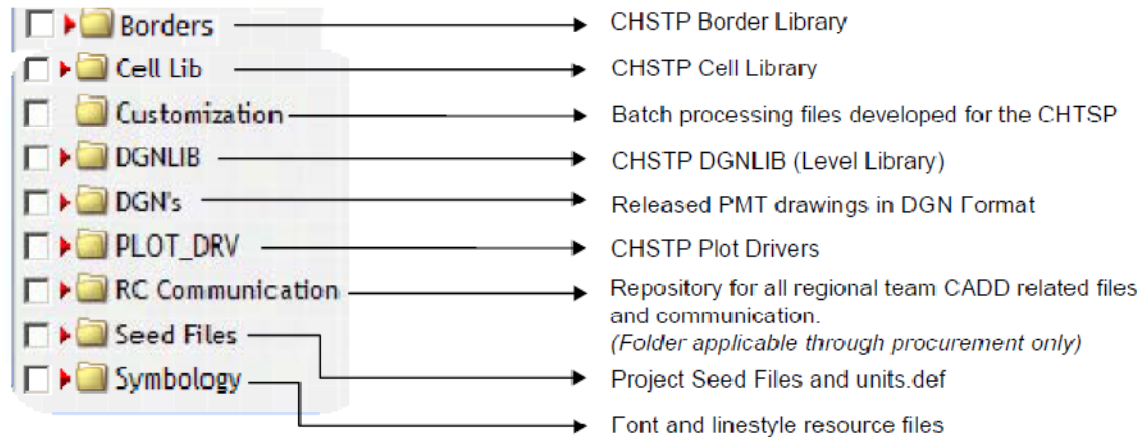 Borders
CHSTP Border Library
Cell Lib
CHSTP Cell Library
Customization
Batch processing files developed for the CHTSP
DGNLIB
CHSTP DGNLIB (Level Library)
DGN's
Released PMT drawings in DGN Format
PLOT_DRV
CHSTP Plot Drivers
RC Communication
Repository for all regional team CADD related files
and communication.
(Folder applicable through procurement only)
Seed Files
Project Seed Files and units.def
Symbology
Font and linestyle resource files